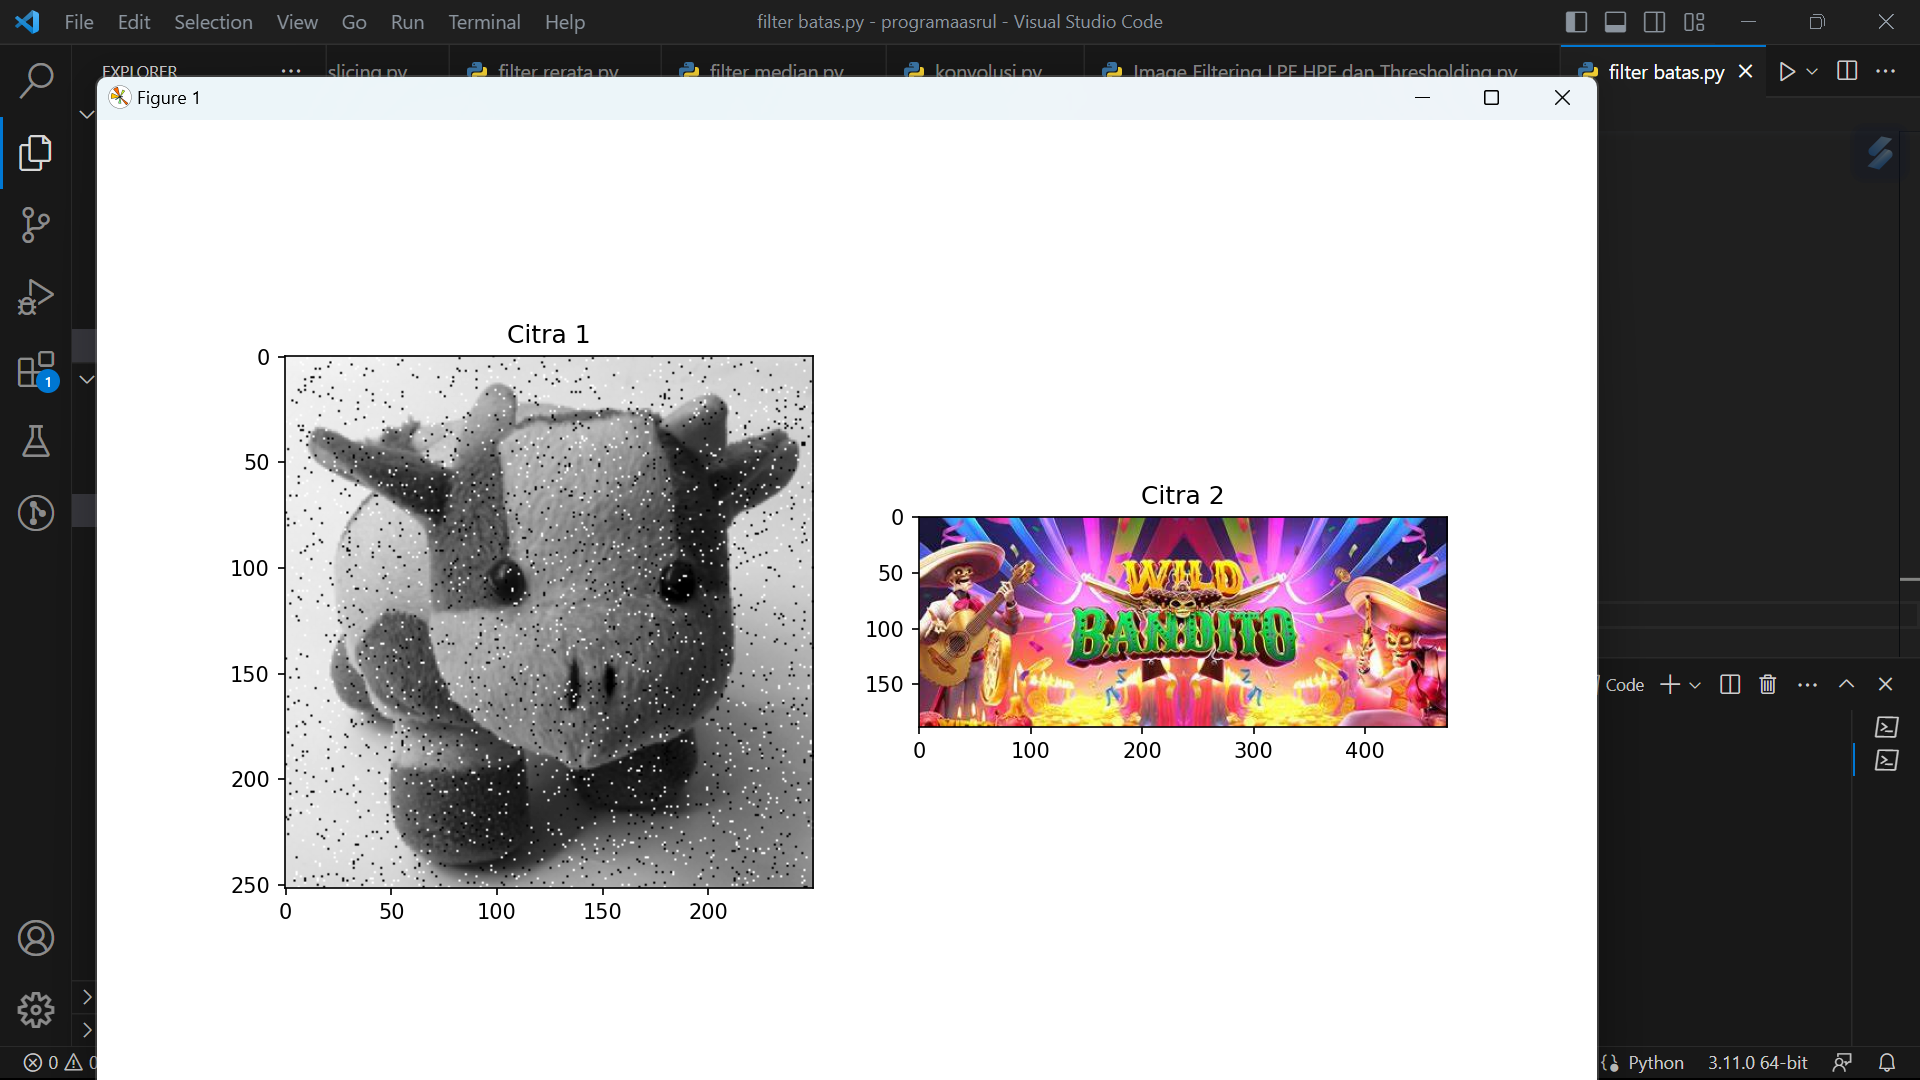 File Edit Selection View Go Run Terminal Help
filter batas.py - programaasrul - Visual Studio Code
EXPLORER
slicing.py
filter rerata.py
filter median.py
konvolusi.py
Image Filtering LPF HPF dan Thresholding.py
filter batas.py
Figure 1
Citra 1
0
50
100
150
200
250
0 50 100 150 200
Citra 2
0
50
100
150
WILD
BANDITO
0 100 200 300 400
1
Code
0 0
Python 3.11.0 64-bit